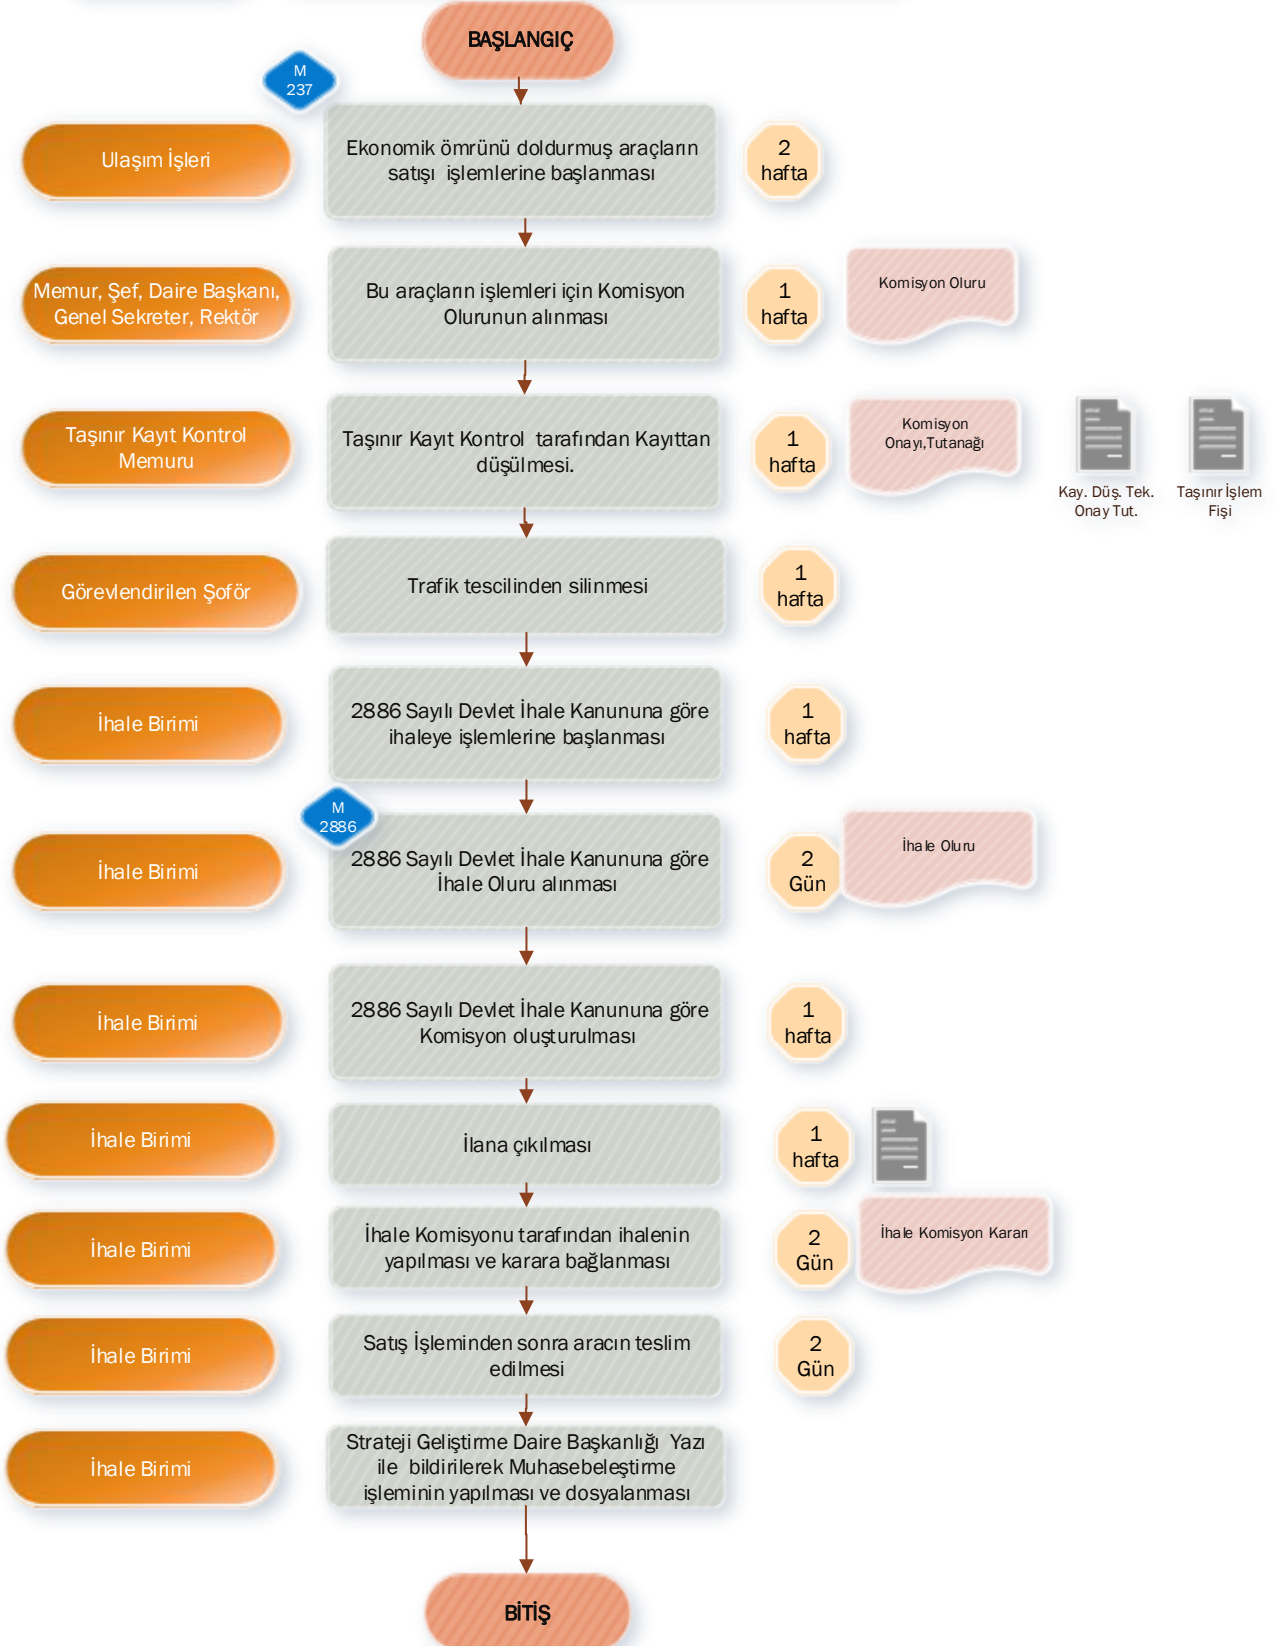 BAŞLANGIÇ
M
237
Ulaşım İşleri
Ekonomik ömrünü doldurmuş araçların
satışı işlemlerine başlanması
2
hafta
Memur, Şef, Daire Başkanı,
Genel Sekreter, Rektör
Bu araçların işlemleri için Komisyon
Olurunun alınması
1
hafta
Komisyon Oluru
Taşınır Kayıt Kontrol
Memuru
Taşınır Kayıt Kontrol tarafından Kayıttan
düşülmesi.
1
hafta
Komisyon
Onayı,Tutanağı
Kay. Düş. Tek.
Onay Tut.
Taşınır İşlem
Fişi
Görevlendirilen Şoför
Trafik tescilinden silinmesi
1
hafta
İhale Birimi
2886 Sayılı Devlet İhale Kanununa göre
ihaleye işlemlerine başlanması
1
hafta
M
2886
İhale Birimi
2886 Sayılı Devlet İhale Kanununa göre
İhale Oluru alınması
2
Gün
İhale Oluru
İhale Birimi
2886 Sayılı Devlet İhale Kanununa göre
Komisyon oluşturulması
1
hafta
İhale Birimi
İlana çıkılması
1
hafta
İhale Birimi
İhale Komisyonu tarafından ihalenin
yapılması ve karara bağlanması
2
Gün
İhale Komisyon Kararı
İhale Birimi
Satış İşleminden sonra aracın teslim
edilmesi
2
Gün
İhale Birimi
Strateji Geliştirme Daire Başkanlığı Yazı
ile bildirilerek Muhasebeleştirme
işleminin yapılması ve dosyalanması
BİTİŞ